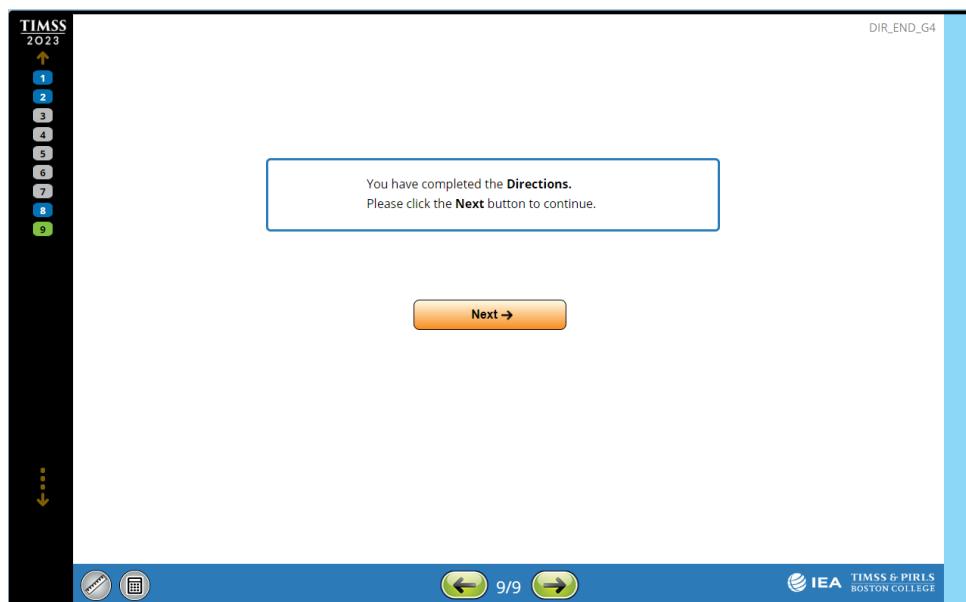 TIMSS
2023
DIR_END_G4
1
2
3
4
5
6
7
8
9
You have completed the Directions.
Please click the Next button to continue.
Next →
9/9
IEA
TIMSS & PIRLS
BOSTON COLLEGE